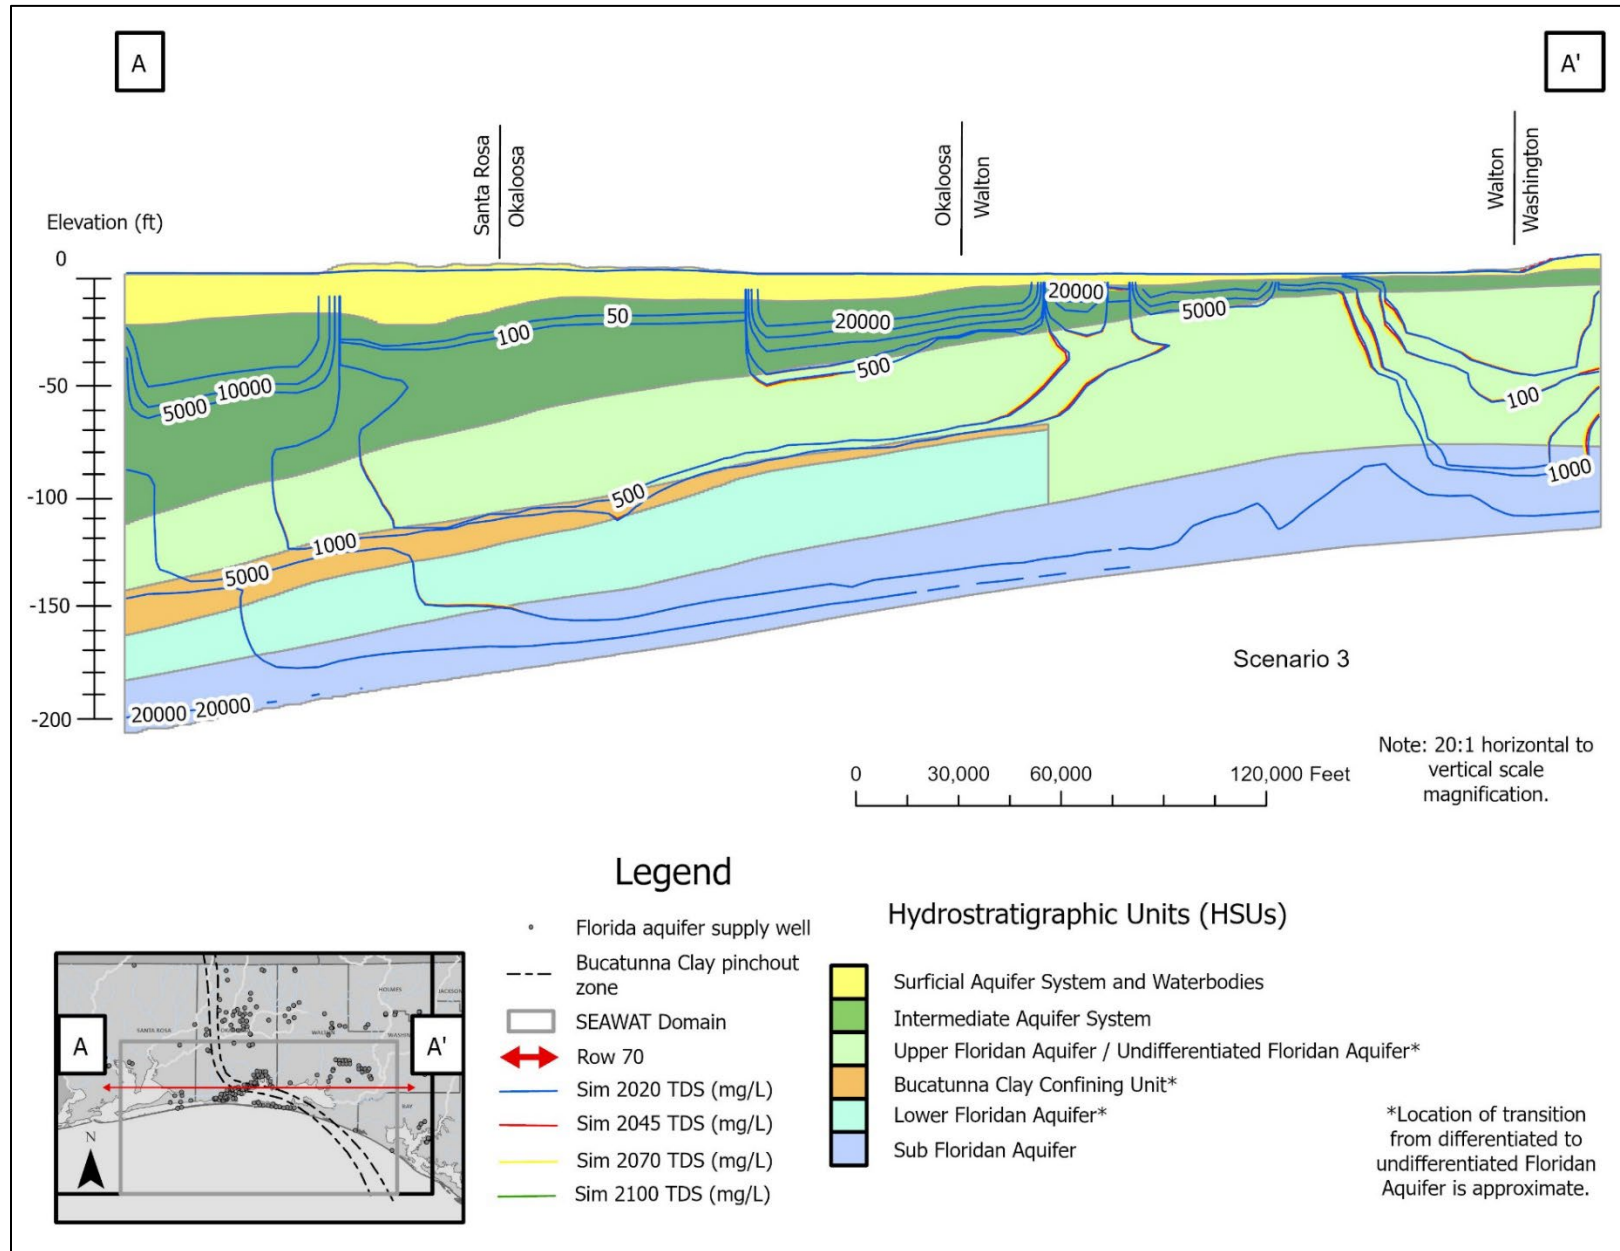 A
A'
Santa Rosa
Okaloosa
Okaloosa
Walton
Walton
Washington
Elevation (ft)
0
-50
-100
-150
-200
20000
100
50
20000
5000
500
5000
10000
100
500
1000
1000
5000
20000
20000
Scenario 3
Note: 20:1 horizontal to
vertical scale
magnification.
0
30,000
60,000
120,000 Feet
Legend
Florida aquifer supply well
Bucatunna Clay pinchout
zone
SEAWAT Domain
Row 70
Sim 2020 TDS (mg/L)
Sim 2045 TDS (mg/L)
Sim 2070 TDS (mg/L)
Sim 2100 TDS (mg/L)
Hydrostratigraphic Units (HSUs)
Surficial Aquifer System and Waterbodies
Intermediate Aquifer System
Upper Floridan Aquifer / Undifferentiated Floridan Aquifer*
Bucatunna Clay Confining Unit*
Lower Floridan Aquifer*
Sub Floridan Aquifer
*Location of transition
from differentiated to
undifferentiated Floridan
Aquifer is approximate.
HOLMES
SANTA ROSA
A
A'
BAY
N